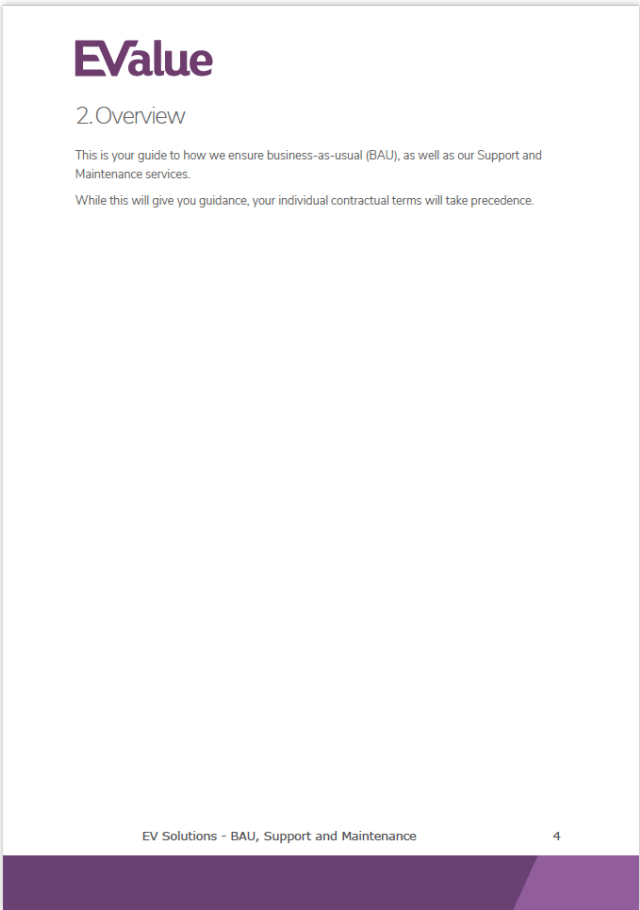 EValue
2.Overview
This is your guide to how we ensure business-as-usual (BAU), as well as our Support and
Maintenance services.
While this will give you guidance, your individual contractual terms will take precedence.
EV Solutions - BAU, Support and Maintenance 4